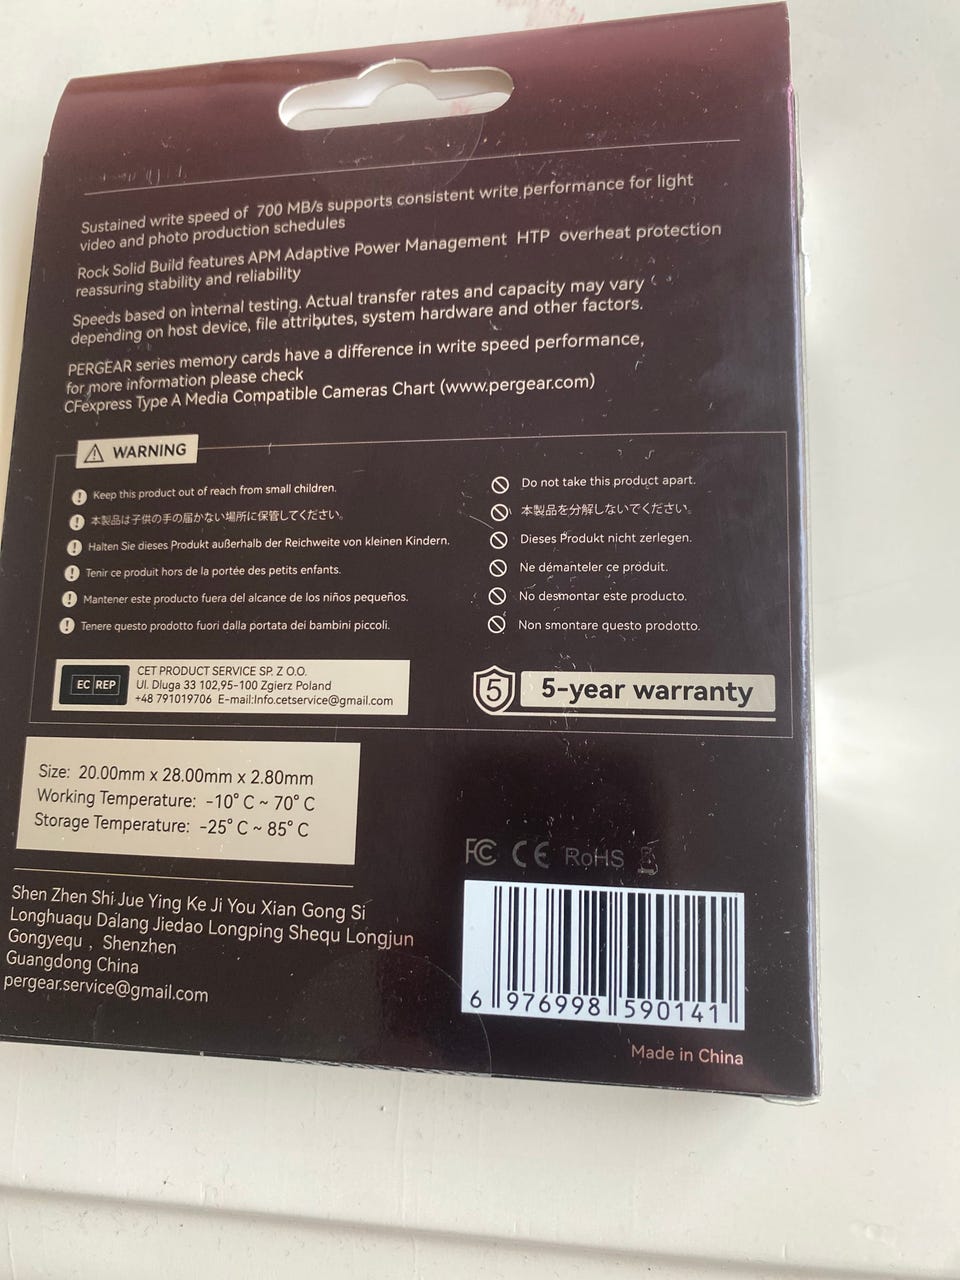 Sustained write speed of 700 MB/s supports consistent write performance for light
video and photo production schedules
Rock Solid Build features APM Adaptive Power Management HTP overheat protection
reassuring stability and reliability
Speeds based on internal testing. Actual transfer rates and capacity may vary
depending on host device, file attributes, system hardware and other factors.
PERGEAR series memory cards have a difference in write speed performance,
for more information please check
CFexpress Type A Media Compatible Cameras Chart (www.pergear.com)
WARNING
Keep this product out of reach from small children.
本製品は子供の手の届かない場所に保管してください。
Halten Sie dieses Produkt außerhalb der Reichweite von kleinen Kindern.
Tenir ce produit hors de la portée des petits enfants.
Mantener este producto fuera del alcance de los niños pequeños.
Tenere questo prodotto fuori dalla portata dei bambini piccoli.
Do not take this product apart.
本製品を分解しないでください。
Dieses Produkt nicht zerlegen.
Ne démanteler ce produit.
No desmontar este producto.
Non smontare questo prodotto.
EC REP
CET PRODUCT SERVICE SP. Z O.O.
Ul. Dluga 33 102,95-100 Zgierz Poland
+48 791019706 E-mail:Info.cetservice@gmail.com
5
5-year warranty
Size: 20.00mm x 28.00mm x 2.80mm
Working Temperature: -10° C ~ 70° C
Storage Temperature: -25° C ~ 85° C
FC CE RoHS
Shen Zhen Shi Jue Ying Ke Ji You Xian Gong Si
Longhuaqu Dalang Jiedao Longping Shequ Longjun
Gongyequ , Shenzhen
Guangdong China
pergear.service@gmail.com
6 976998 590141
Made in China